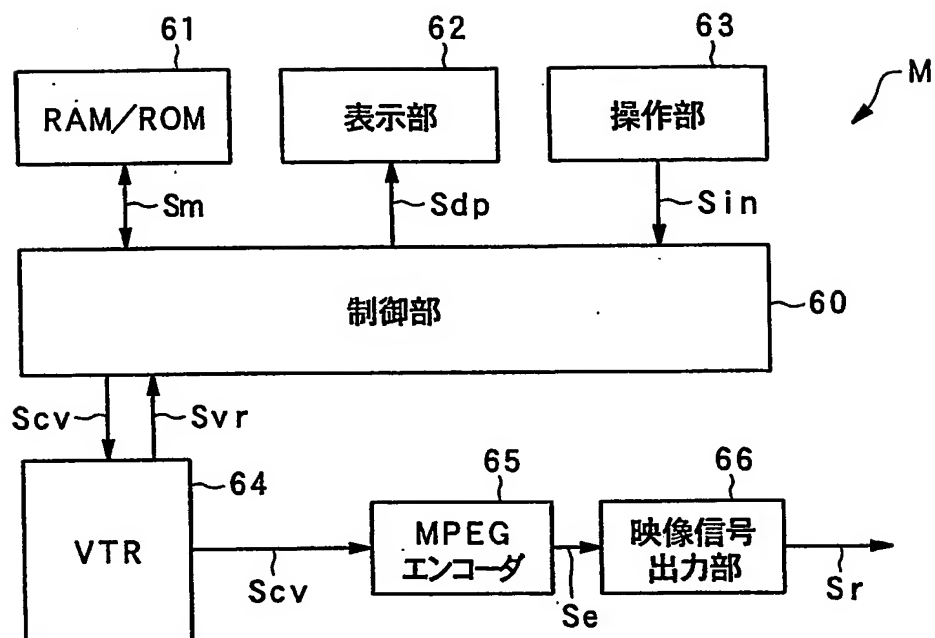 61
62
63
M
RAM/ROM
表示部
操作部
Sm
Sdp
Sin
制御部
60
Scv
Svr
64
65
66
VTR
MPEG
エンコーダ
映像信号
出力部
Scv
Se
Sr